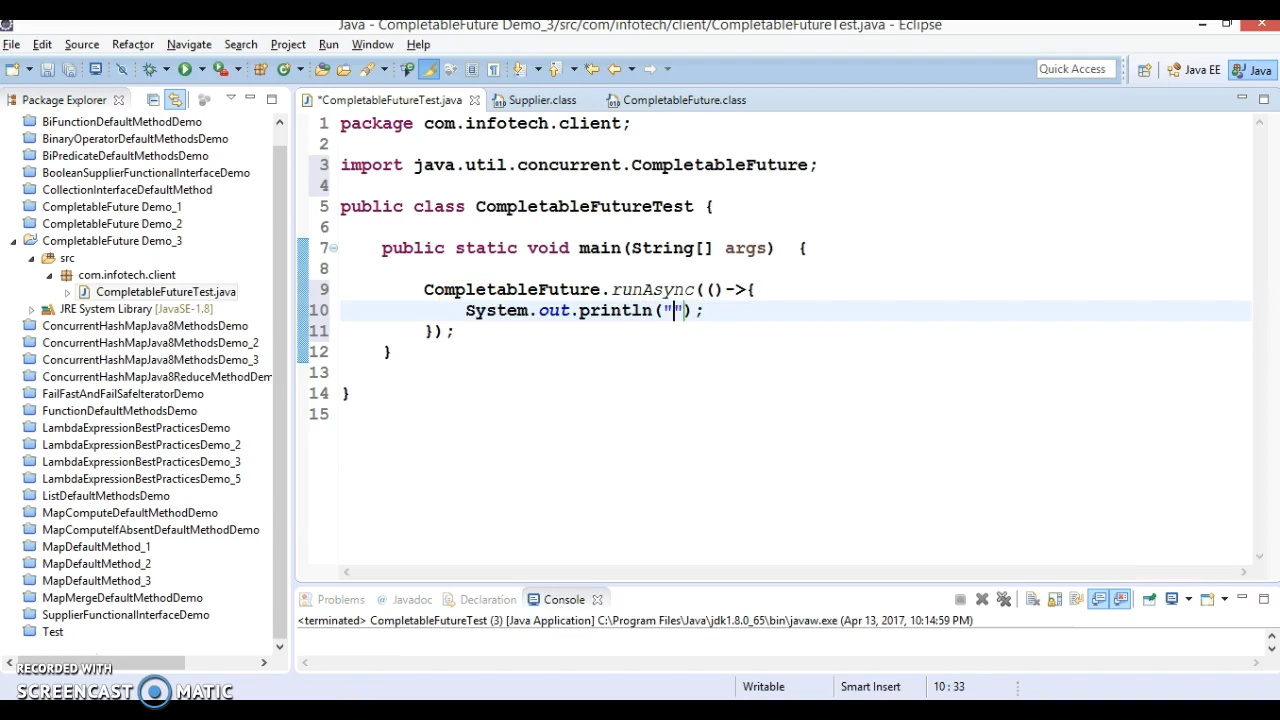 Java - CompletableFuture Demo_3/src/com/infotech/client/CompletableFutureTest.java - Eclipse
File Edit Source Refactor Navigate Search Project Run Window Help
Quick Access Java EE Java
Package Explorer
*CompletableFutureTest.java Supplier.class CompletableFuture.class
BiFunctionDefaultMethodDemo
BinaryOperatorDefaultMethodsDemo
BiPredicateDefaultMethodsDemo
BooleanSupplierFunctionalInterfaceDemo
CollectionInterfaceDefaultMethod
CompletableFuture Demo_1
CompletableFuture Demo_2
CompletableFuture Demo_3
src
com.infotech.client
CompletableFutureTest.java
JRE System Library [JavaSE-1.8]
ConcurrentHashMapJava8MethodsDemo
ConcurrentHashMapJava8MethodsDemo_2
ConcurrentHashMapJava8MethodsDemo_3
ConcurrentHashMapJava8ReduceMethodDem
FailFastAndFailSafeIteratorDemo
FunctionDefaultMethodsDemo
LambdaExpressionBestPracticesDemo
LambdaExpressionBestPracticesDemo_2
LambdaExpressionBestPracticesDemo_3
LambdaExpressionBestPracticesDemo_5
ListDefaultMethodsDemo
MapComputeDefaultMethodDemo
MapComputeIfAbsentDefaultMethodDemo
MapDefaultMethod_1
MapDefaultMethod_2
MapDefaultMethod_3
MapMergeDefaultMethodDemo
SupplierFunctionalInterfaceDemo
Test
1 package com.infotech.client;
2
3 import java.util.concurrent.CompletableFuture;
4
5 public class CompletableFutureTest {
6
7 public static void main(String[] args) {
8
9 CompletableFuture.runAsync(()->{
10 System.out.println("");
11 });
12 }
13
14 }
15
Problems Javadoc Declaration Console
<terminated> CompletableFutureTest (3) [Java Application] C:\Program Files\Java\jdk1.8.0_65\bin\javaw.exe (Apr 13, 2017, 10:14:59 PM)
Writable Smart Insert 10 : 33
RECORDED WITH
SCREENCAST MATIC